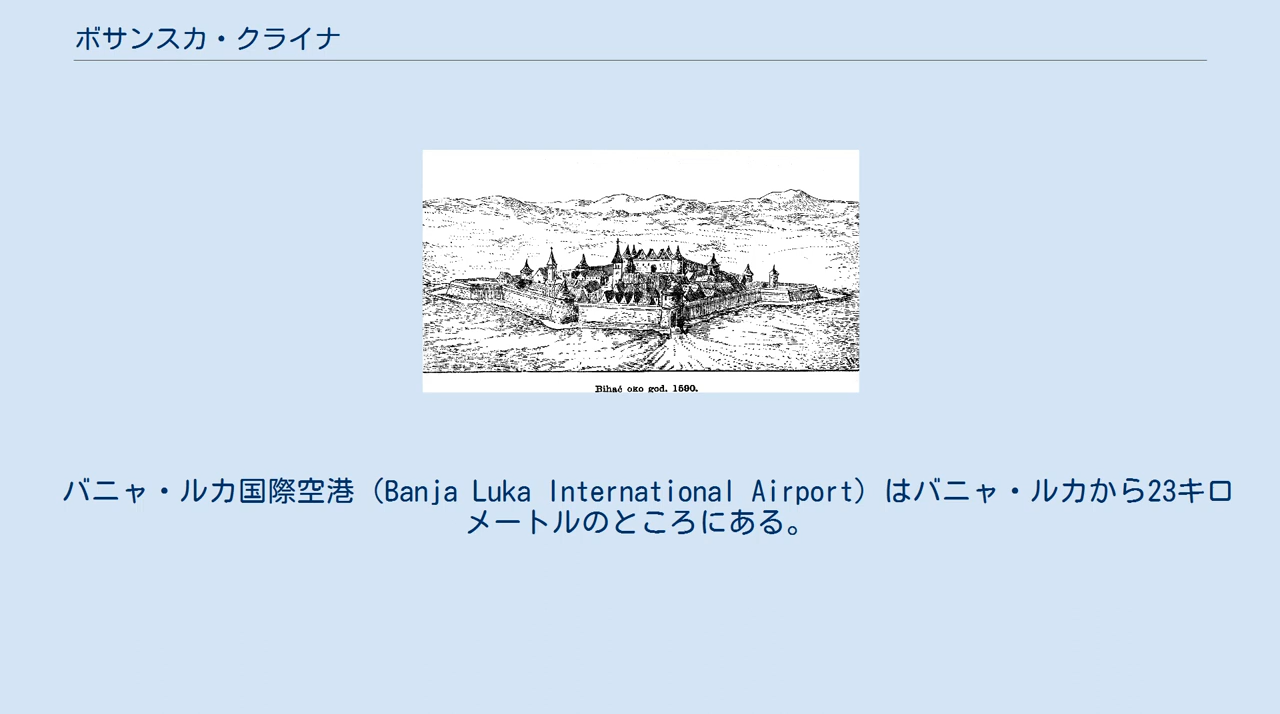 ボサンスカ・クライナ
Bihać oko god. 1590.
バニャ・ルカ国際空港（Banja Luka International Airport）はバニャ・ルカから23キロ
メートルのところにある。